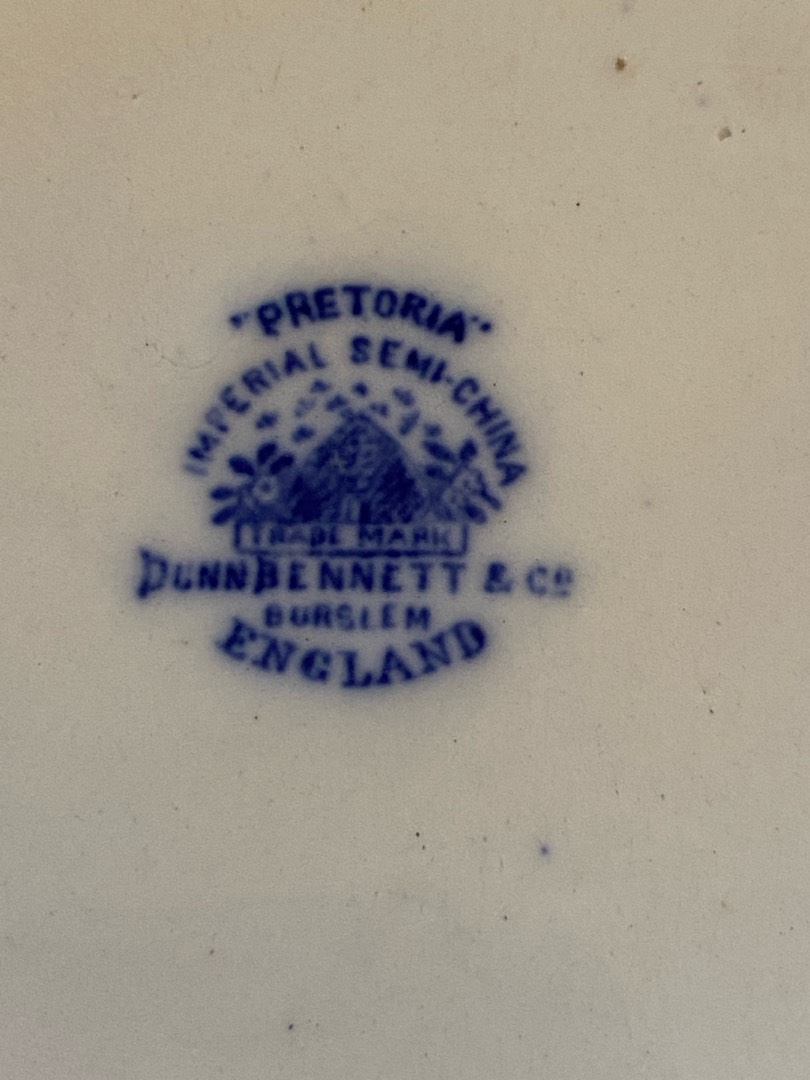 "PRETORIA"
IMPERIAL SEMI-CHINA
TRADE MARK
DUNN BENNETT & Cº
BURSLEM
ENGLAND